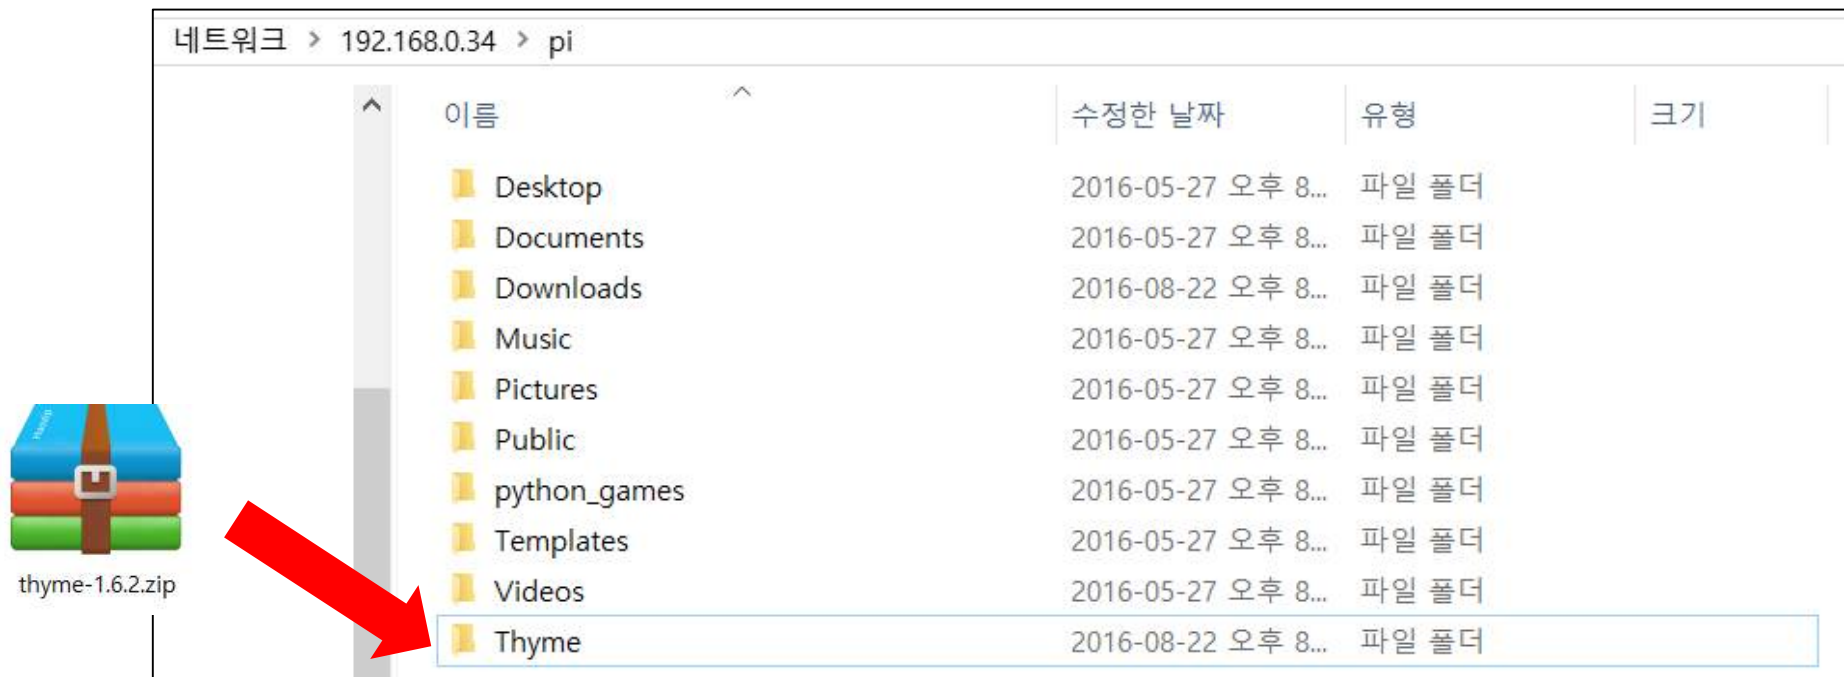 네트워크 > 192.168.0.34 > pi
이름 수정한 날짜 유형 크기
Desktop 2016-05-27 오후 8... 파일 폴더
Documents 2016-05-27 오후 8... 파일 폴더
Downloads 2016-08-22 오후 8... 파일 폴더
Music 2016-05-27 오후 8... 파일 폴더
Pictures 2016-05-27 오후 8... 파일 폴더
Public 2016-05-27 오후 8... 파일 폴더
python_games 2016-05-27 오후 8... 파일 폴더
Templates 2016-05-27 오후 8... 파일 폴더
Videos 2016-05-27 오후 8... 파일 폴더
Thyme 2016-08-22 오후 8... 파일 폴더
thyme-1.6.2.zip